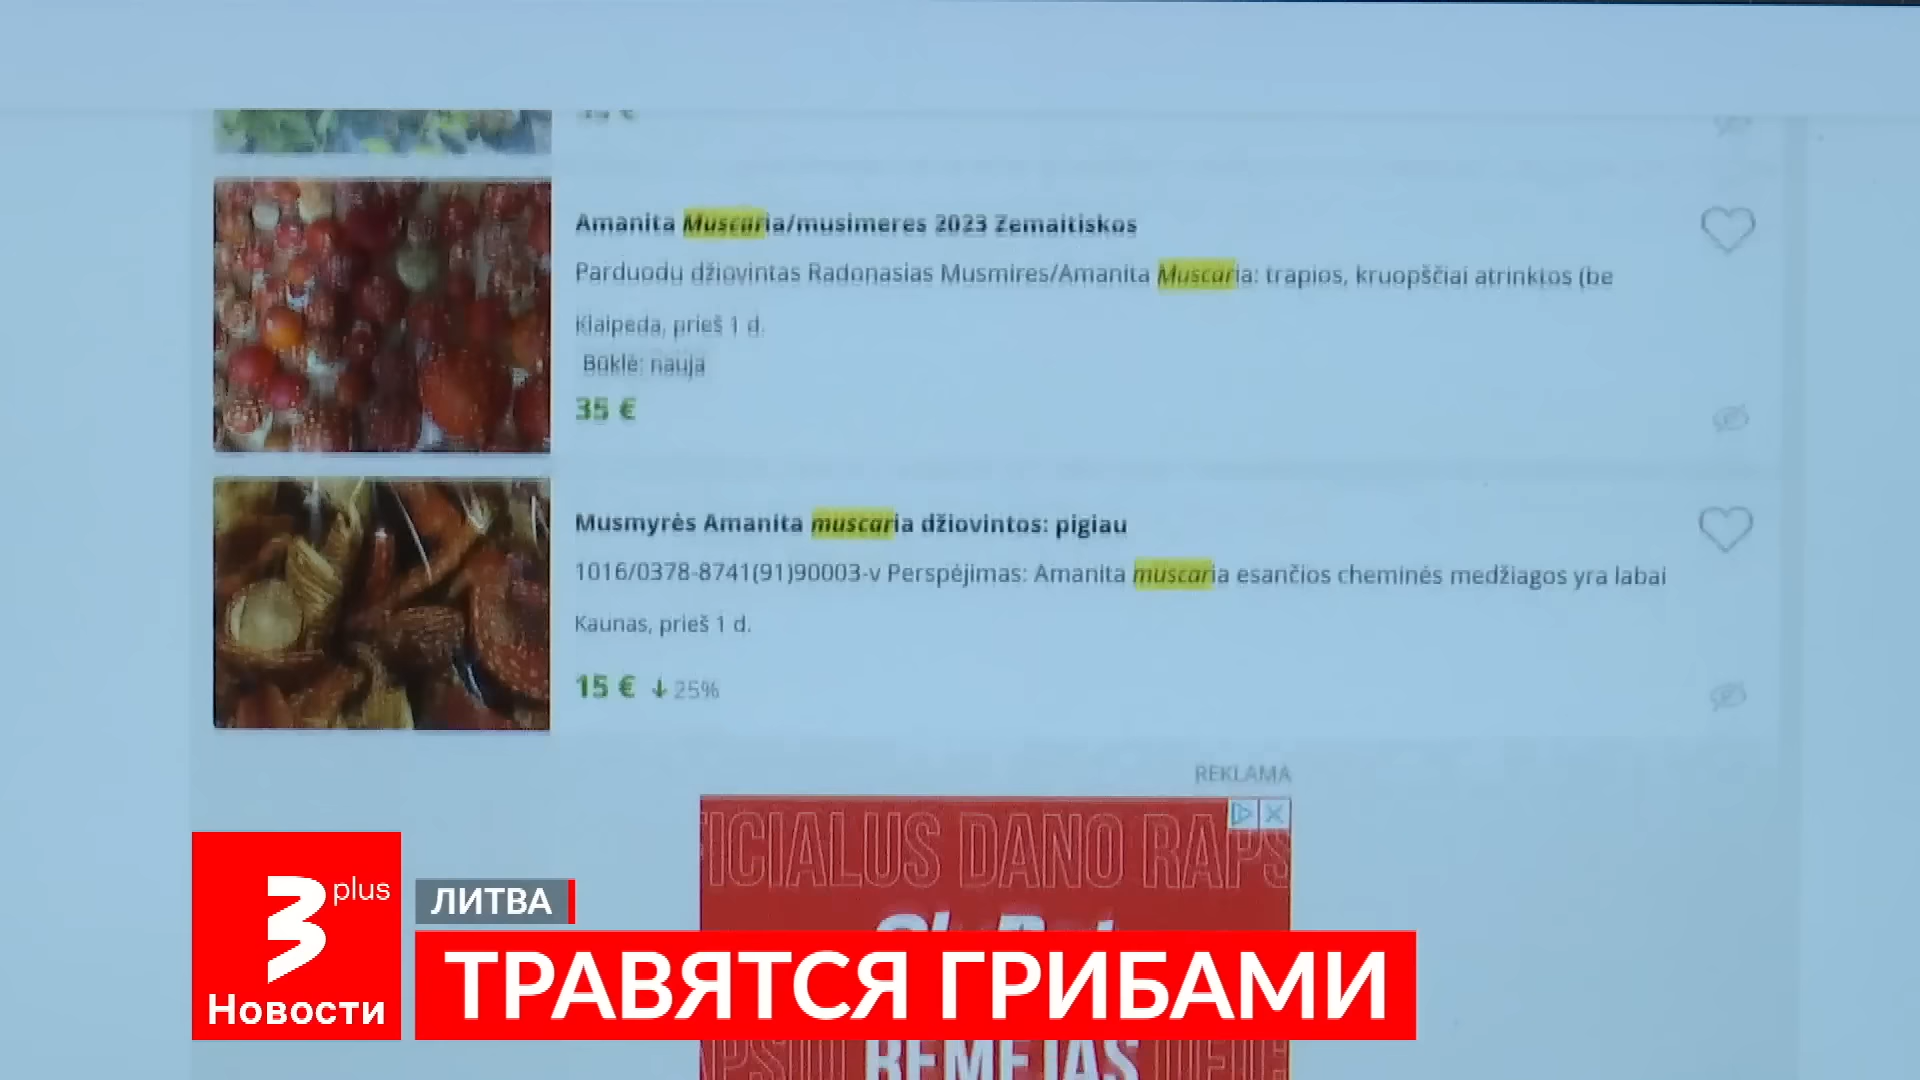 Amanita Muscaria/musimeres 2023 Zemaitiskos
Parduodu džiovintas Radonasias Musmires/Amanita Muscaria: trapios, kruopščiai atrinktos (be
Klaipėda, prieš 1 d.
Būklė: nauja
35 €
Musmyrės Amanita muscaria džiovintos: pigiau
1016/0378-8741(91)90003-v Perspėjimas: Amanita muscaria esančios cheminės medžiagos yra labai
Kaunas, prieš 1 d.
15 € ↓ 25%
REKLAMA
ICIALUS DANO RAPS
RĖMĖJAS
3 plus
Новости
ЛИТВА
ТРАВЯТСЯ ГРИБАМИ